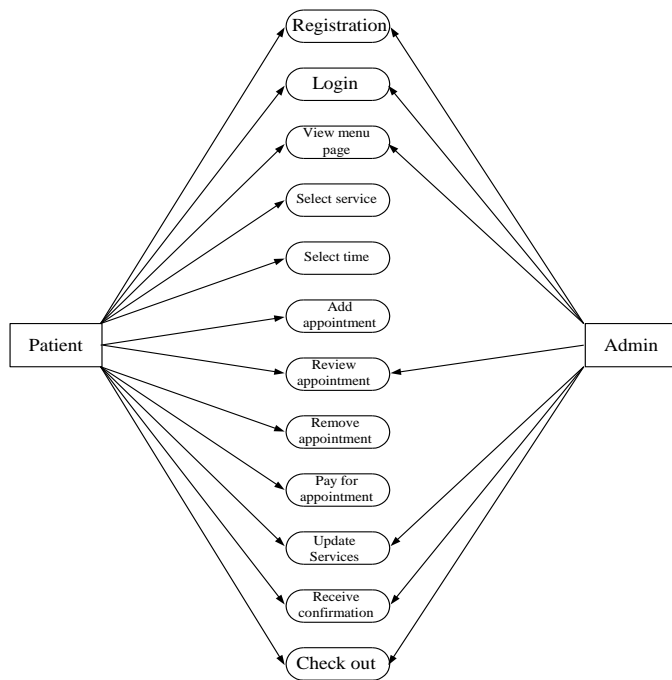 Registration
Login
View menu
page
Select service
Select time
Add
appointment
Patient
Review
appointment
Admin
Remove
appointment
Pay for
appointment
Update
Services
Receive
confirmation
Check out